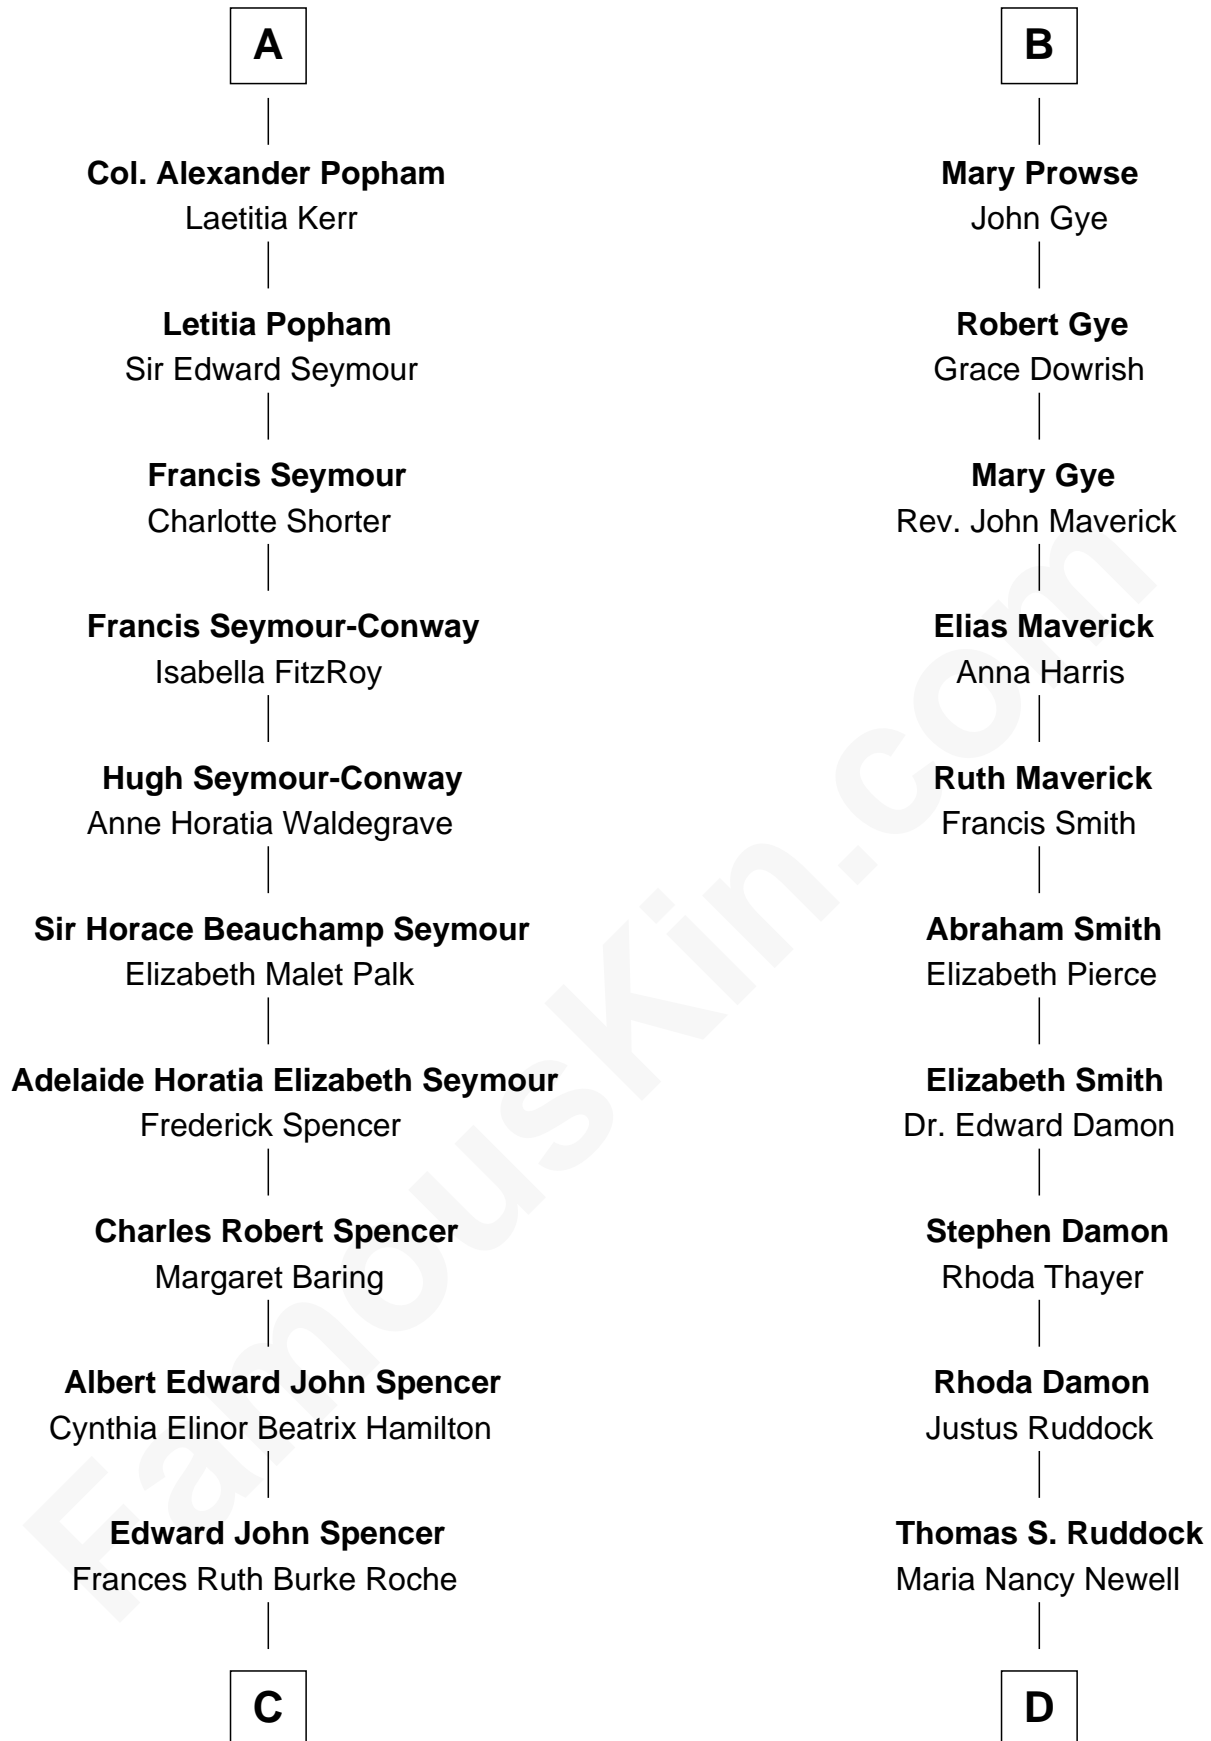 A
Col. Alexander Popham
Laetitia Kerr
Letitia Popham
Sir Edward Seymour
Francis Seymour
Charlotte Shorter
Francis Seymour-Conway
Isabella FitzRoy
Hugh Seymour-Conway
Anne Horatia Waldegrave
Sir Horace Beauchamp Seymour
Elizabeth Malet Palk
Adelaide Horatia Elizabeth Seymour
Frederick Spencer
Charles Robert Spencer
Margaret Baring
Albert Edward John Spencer
Cynthia Elinor Beatrix Hamilton
Edward John Spencer
Frances Ruth Burke Roche
C
B
Mary Prowse
John Gye
Robert Gye
Grace Dowrish
Mary Gye
Rev. John Maverick
Elias Maverick
Anna Harris
Ruth Maverick
Francis Smith
Abraham Smith
Elizabeth Pierce
Elizabeth Smith
Dr. Edward Damon
Stephen Damon
Rhoda Thayer
Rhoda Damon
Justus Ruddock
Thomas S. Ruddock
Maria Nancy Newell
D
FamousKin.com